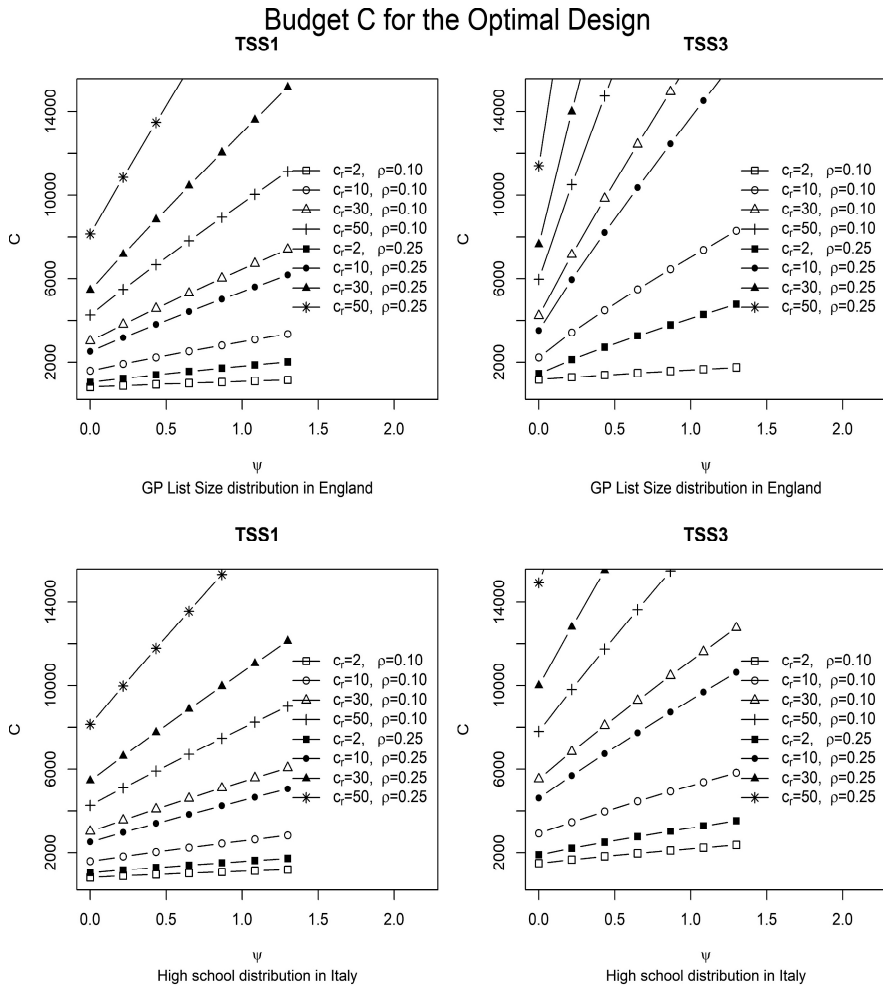 Budget C for the Optimal Design
TSS1
C
14000
10000
6000
2000
cᵣ=2, ρ=0.10
cᵣ=10, ρ=0.10
cᵣ=30, ρ=0.10
cᵣ=50, ρ=0.10
cᵣ=2, ρ=0.25
cᵣ=10, ρ=0.25
cᵣ=30, ρ=0.25
cᵣ=50, ρ=0.25
0.0 0.5 1.0 1.5 2.0
ψ
GP List Size distribution in England
TSS3
C
14000
10000
6000
2000
cᵣ=2, ρ=0.10
cᵣ=10, ρ=0.10
cᵣ=30, ρ=0.10
cᵣ=50, ρ=0.10
cᵣ=2, ρ=0.25
cᵣ=10, ρ=0.25
cᵣ=30, ρ=0.25
cᵣ=50, ρ=0.25
0.0 0.5 1.0 1.5 2.0
ψ
GP List Size distribution in England
TSS1
C
14000
10000
6000
2000
cᵣ=2, ρ=0.10
cᵣ=10, ρ=0.10
cᵣ=30, ρ=0.10
cᵣ=50, ρ=0.10
cᵣ=2, ρ=0.25
cᵣ=10, ρ=0.25
cᵣ=30, ρ=0.25
cᵣ=50, ρ=0.25
0.0 0.5 1.0 1.5 2.0
ψ
High school distribution in Italy
TSS3
C
14000
10000
6000
2000
cᵣ=2, ρ=0.10
cᵣ=10, ρ=0.10
cᵣ=30, ρ=0.10
cᵣ=50, ρ=0.10
cᵣ=2, ρ=0.25
cᵣ=10, ρ=0.25
cᵣ=30, ρ=0.25
cᵣ=50, ρ=0.25
0.0 0.5 1.0 1.5 2.0
ψ
High school distribution in Italy